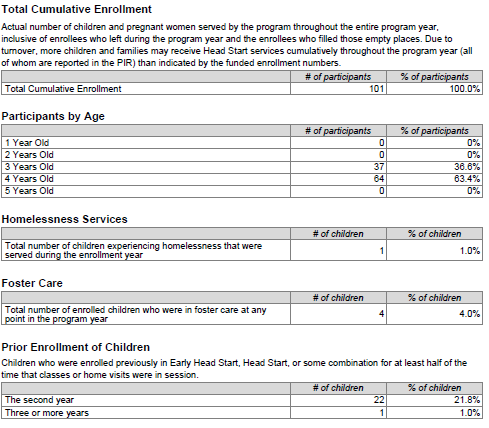 Total Cumulative Enrollment
Actual number of children and pregnant women served by the program throughout the entire program year,
inclusive of enrollees who left during the program year and the enrollees who filled those empty places. Due to
turnover, more children and families may receive Head Start services cumulatively throughout the program year (all
of whom are reported in the PIR) than indicated by the funded enrollment numbers.
# of participants % of participants
Total Cumulative Enrollment 101 100.0%
Participants by Age
# of participants % of participants
1 Year Old 0 0%
2 Years Old 0 0%
3 Years Old 37 36.6%
4 Years Old 64 63.4%
5 Years Old 0 0%
Homelessness Services
# of children % of children
Total number of children experiencing homelessness that were
served during the enrollment year 1 1.0%
Foster Care
# of children % of children
Total number of enrolled children who were in foster care at any
point in the program year 4 4.0%
Prior Enrollment of Children
Children who were enrolled previously in Early Head Start, Head Start, or some combination for at least half of the
time that classes or home visits were in session.
# of children % of children
The second year 22 21.8%
Three or more years 1 1.0%